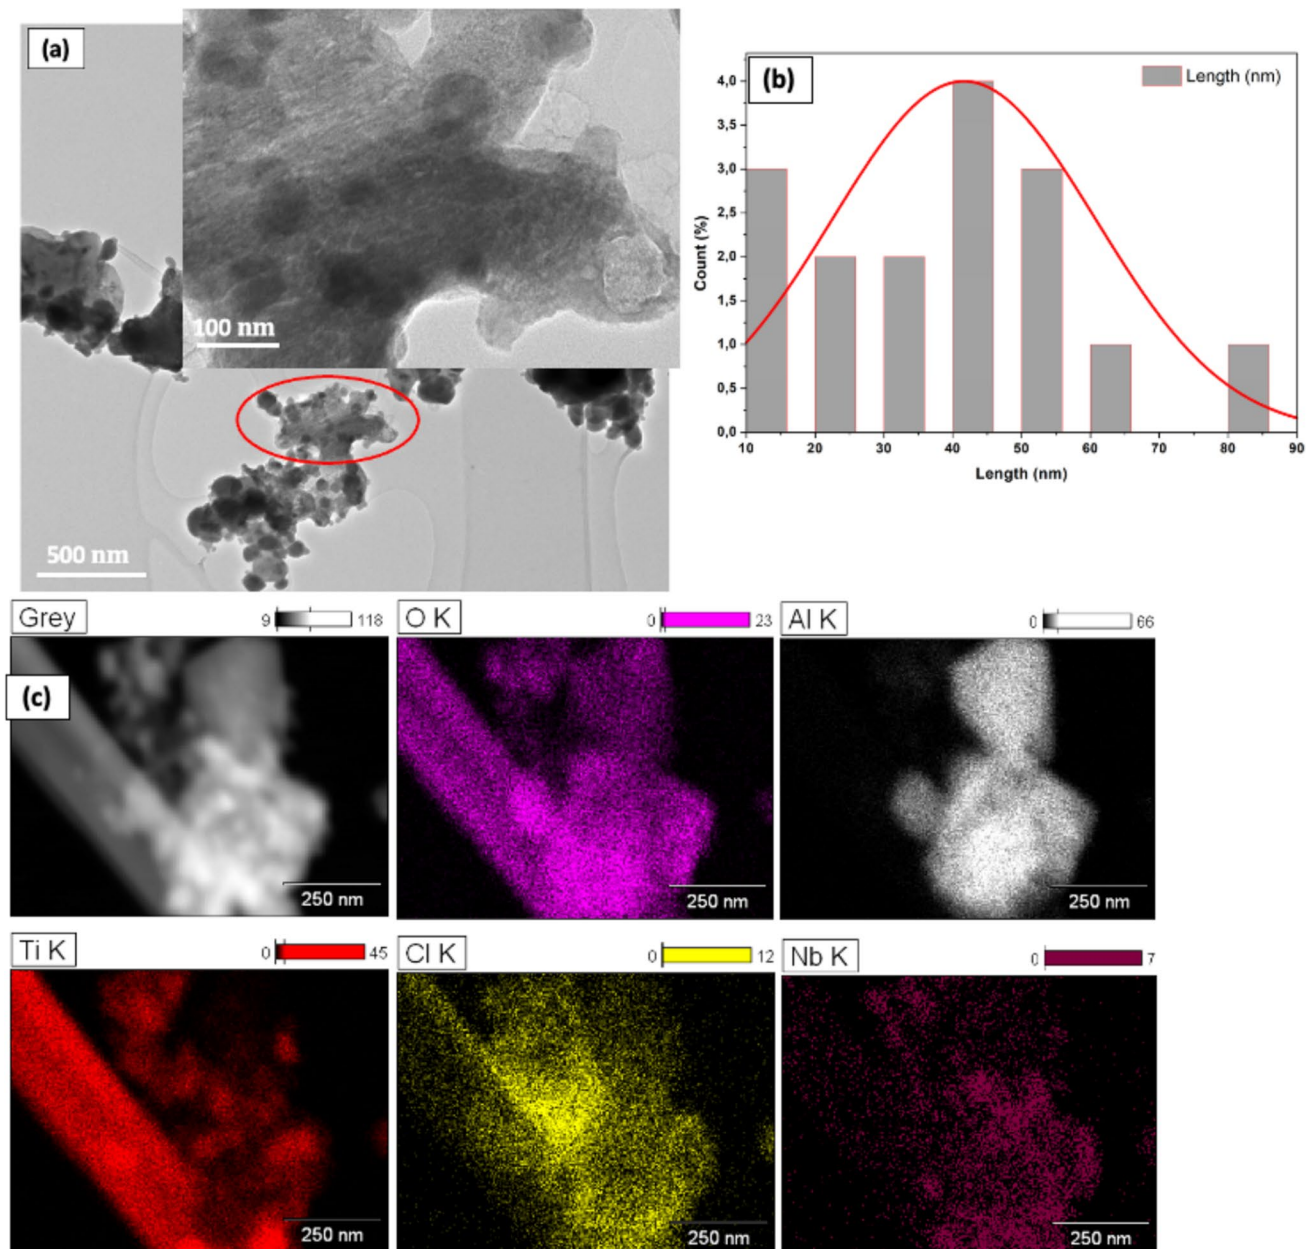 (a)
100 nm
500 nm
(b)
Length (nm)
4,0
3,5
3,0
2,5
2,0
1,5
1,0
0,5
0,0
Count (%)
10 20 30 40 50 60 70 80 90
Length (nm)
Grey 9 118
O K 0 23
Al K 0 66
(c)
250 nm
250 nm
250 nm
Ti K 0 45
Cl K 0 12
Nb K 0 7
250 nm
250 nm
250 nm